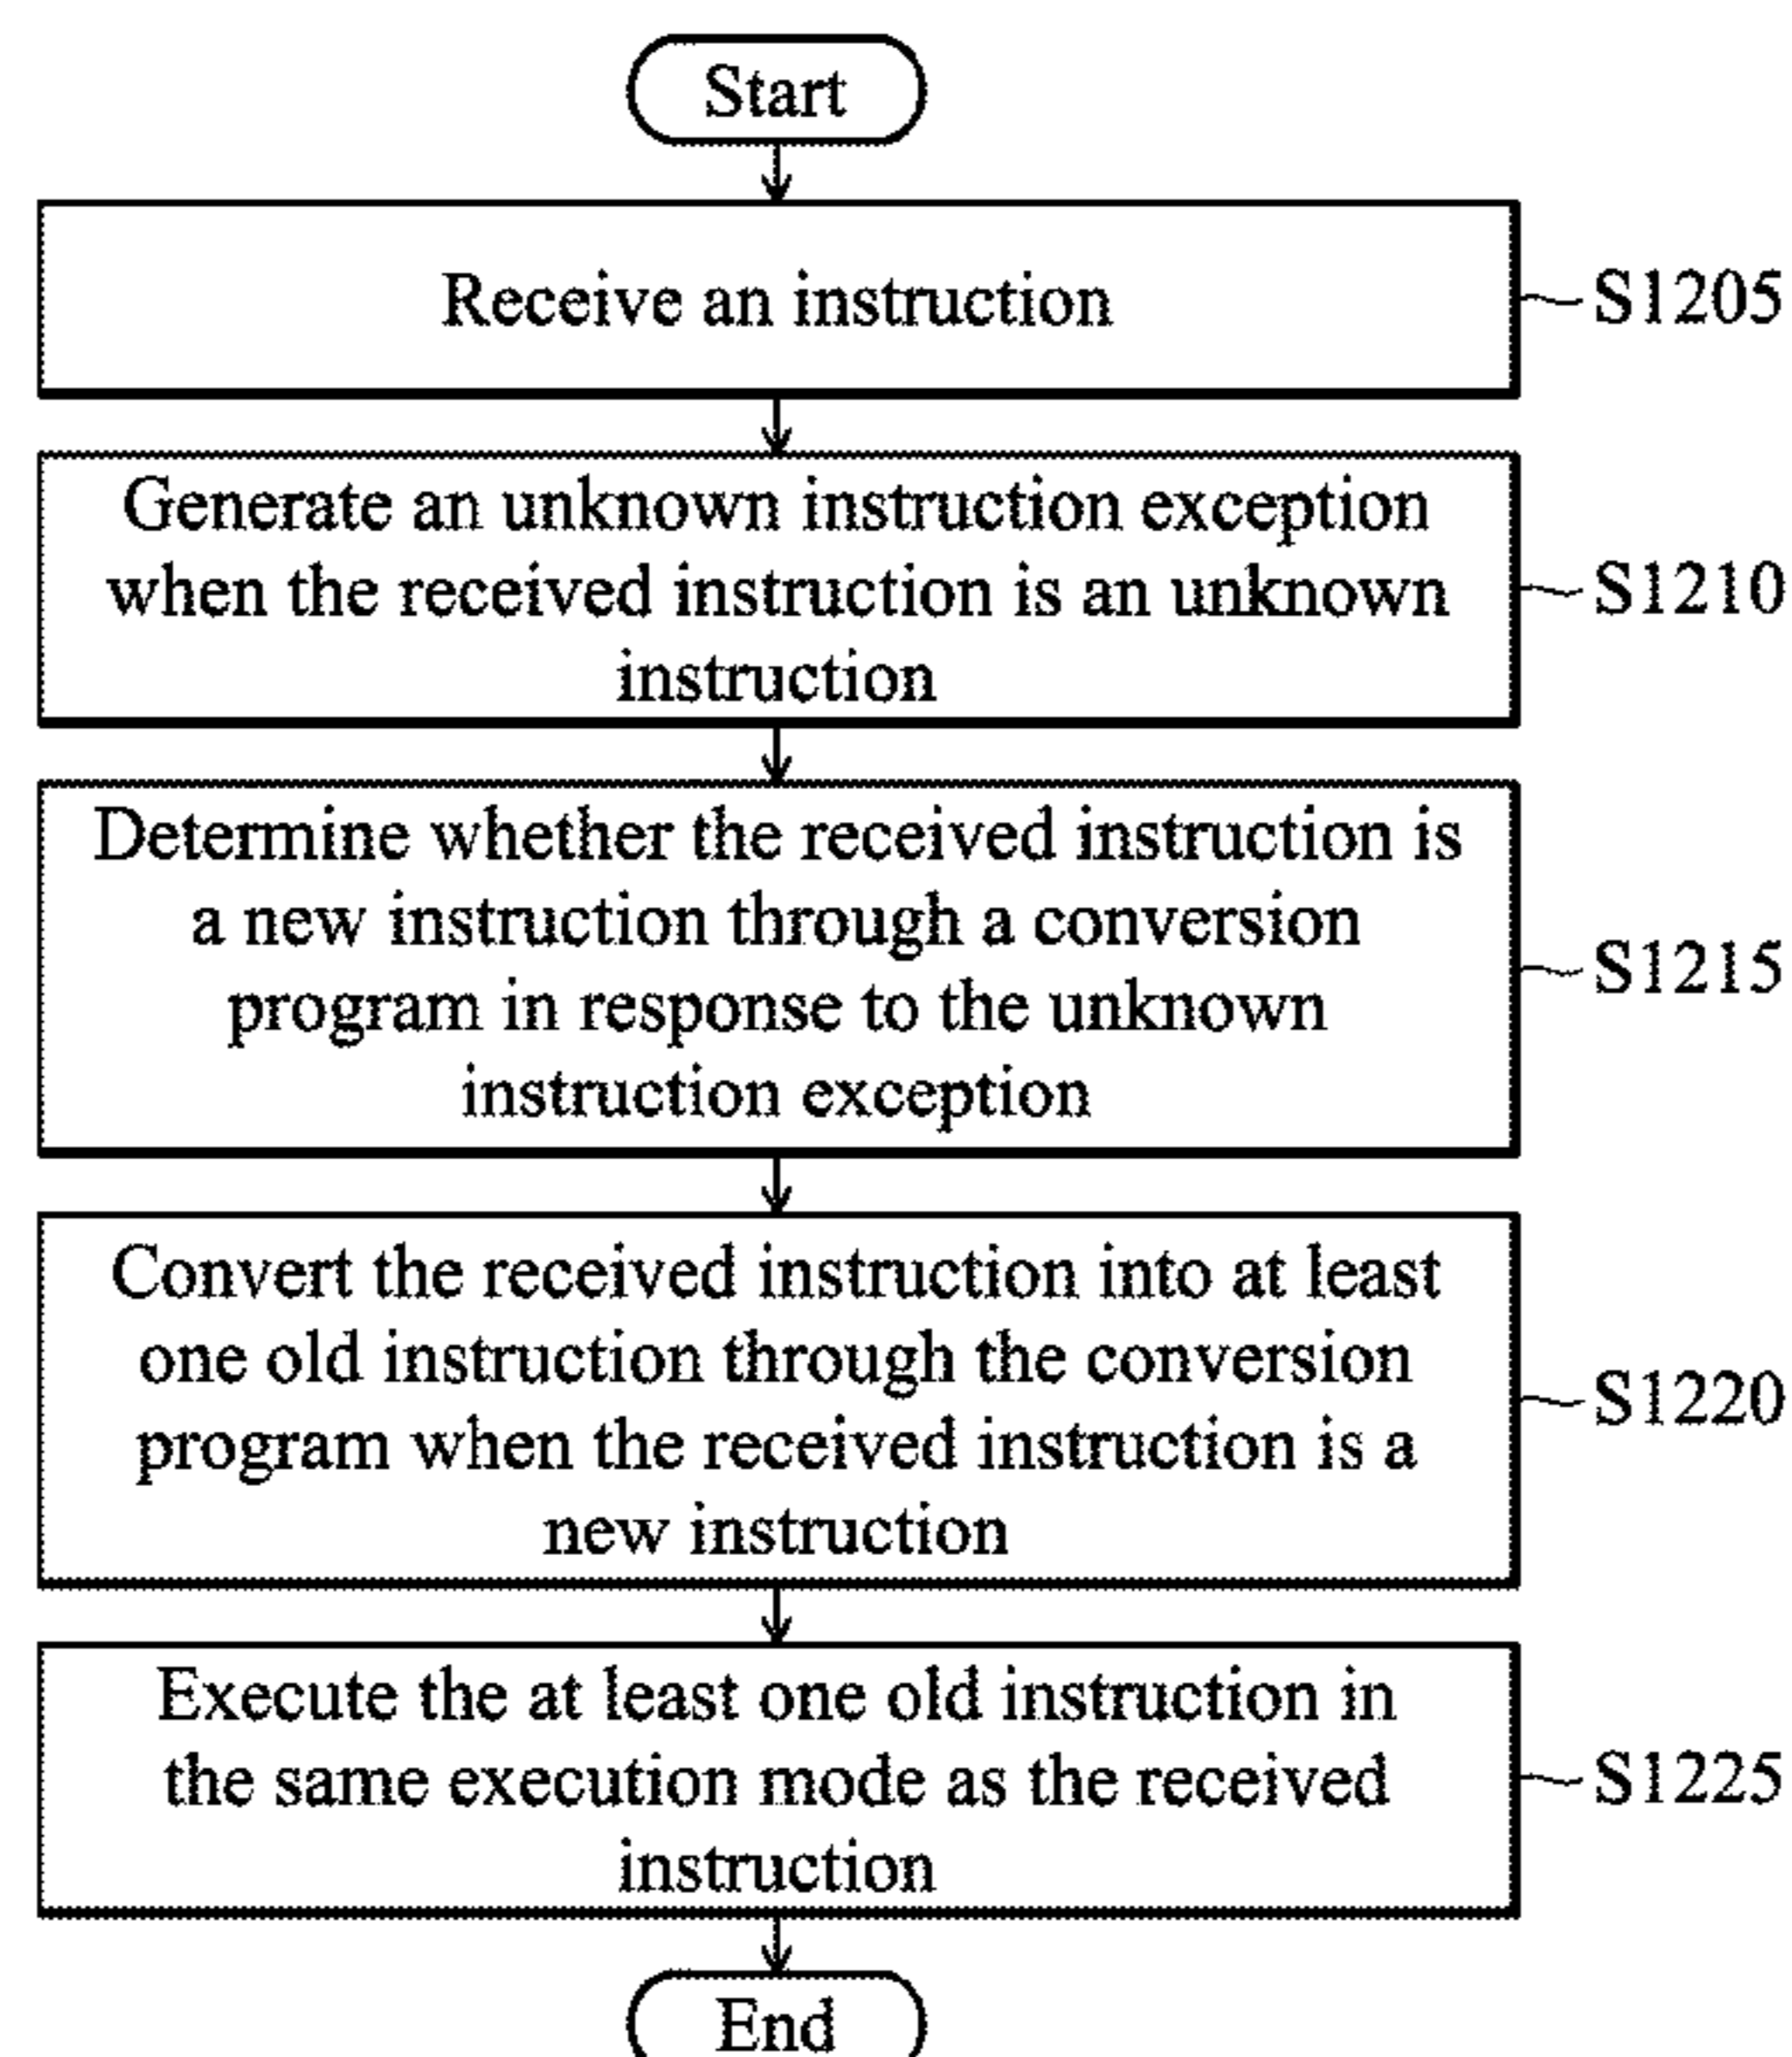 Start
Receive an instruction
S1205
Generate an unknown instruction exception
when the received instruction is an unknown
instruction
S1210
Determine whether the received instruction is
a new instruction through a conversion
program in response to the unknown
instruction exception
S1215
Convert the received instruction into at least
one old instruction through the conversion
program when the received instruction is a
new instruction
S1220
Execute the at least one old instruction in
the same execution mode as the received
instruction
S1225
End